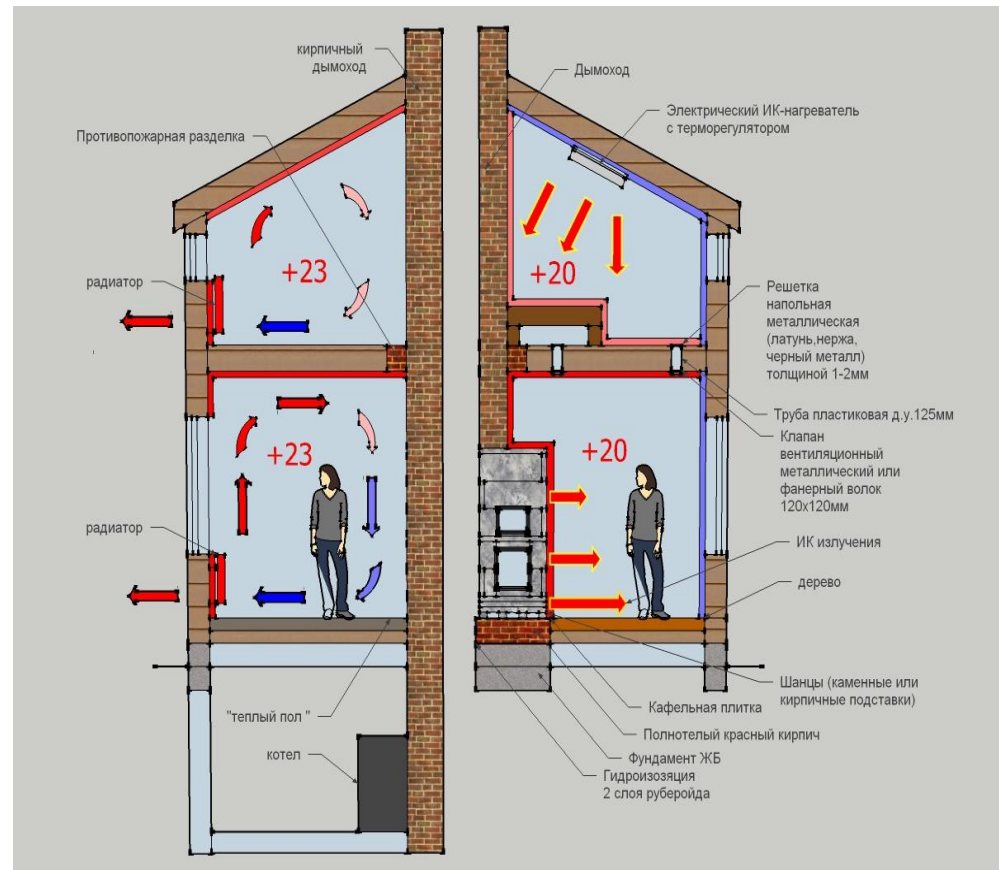 кирпичный
дымоход
Противопожарная разделка
радиатор
+23
+23
радиатор
"теплый пол "
котел
Дымоход
Электрический ИК-нагреватель
с терморегулятором
+20
Решетка
напольная
металлическая
(латунь,нержа,
черный металл)
толщиной 1-2мм
Труба пластиковая д.у.125мм
Клапан
вентиляционный
металлический или
фанерный волок
120х120мм
+20
ИК излучения
дерево
Шанцы (каменные или
кирпичные подставки)
Кафельная плитка
Полнотелый красный кирпич
Фундамент ЖБ
Гидроизозяция
2 слоя руберойда